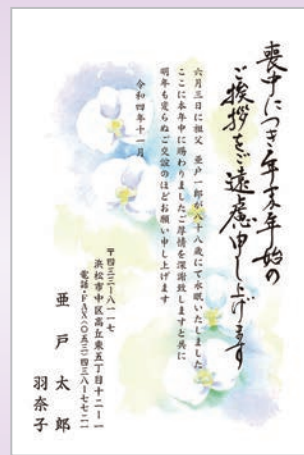 喪中につき年末年始の
ご挨拶をご遠慮申し上げます
六月三日に祖父 亜戸一郎が八十八歳にて永眠いたしました
ここに本年中に賜わりましたご厚情を深謝致しますと共に
明年も変らぬご交誼のほどお願い申し上げます
令和四年十一月
〒四三三-八一一七
浜松市中区高丘東五丁目十二-一
電話・FAX(〇五三)四三八-七七二一
亜戸太郎
羽奈子